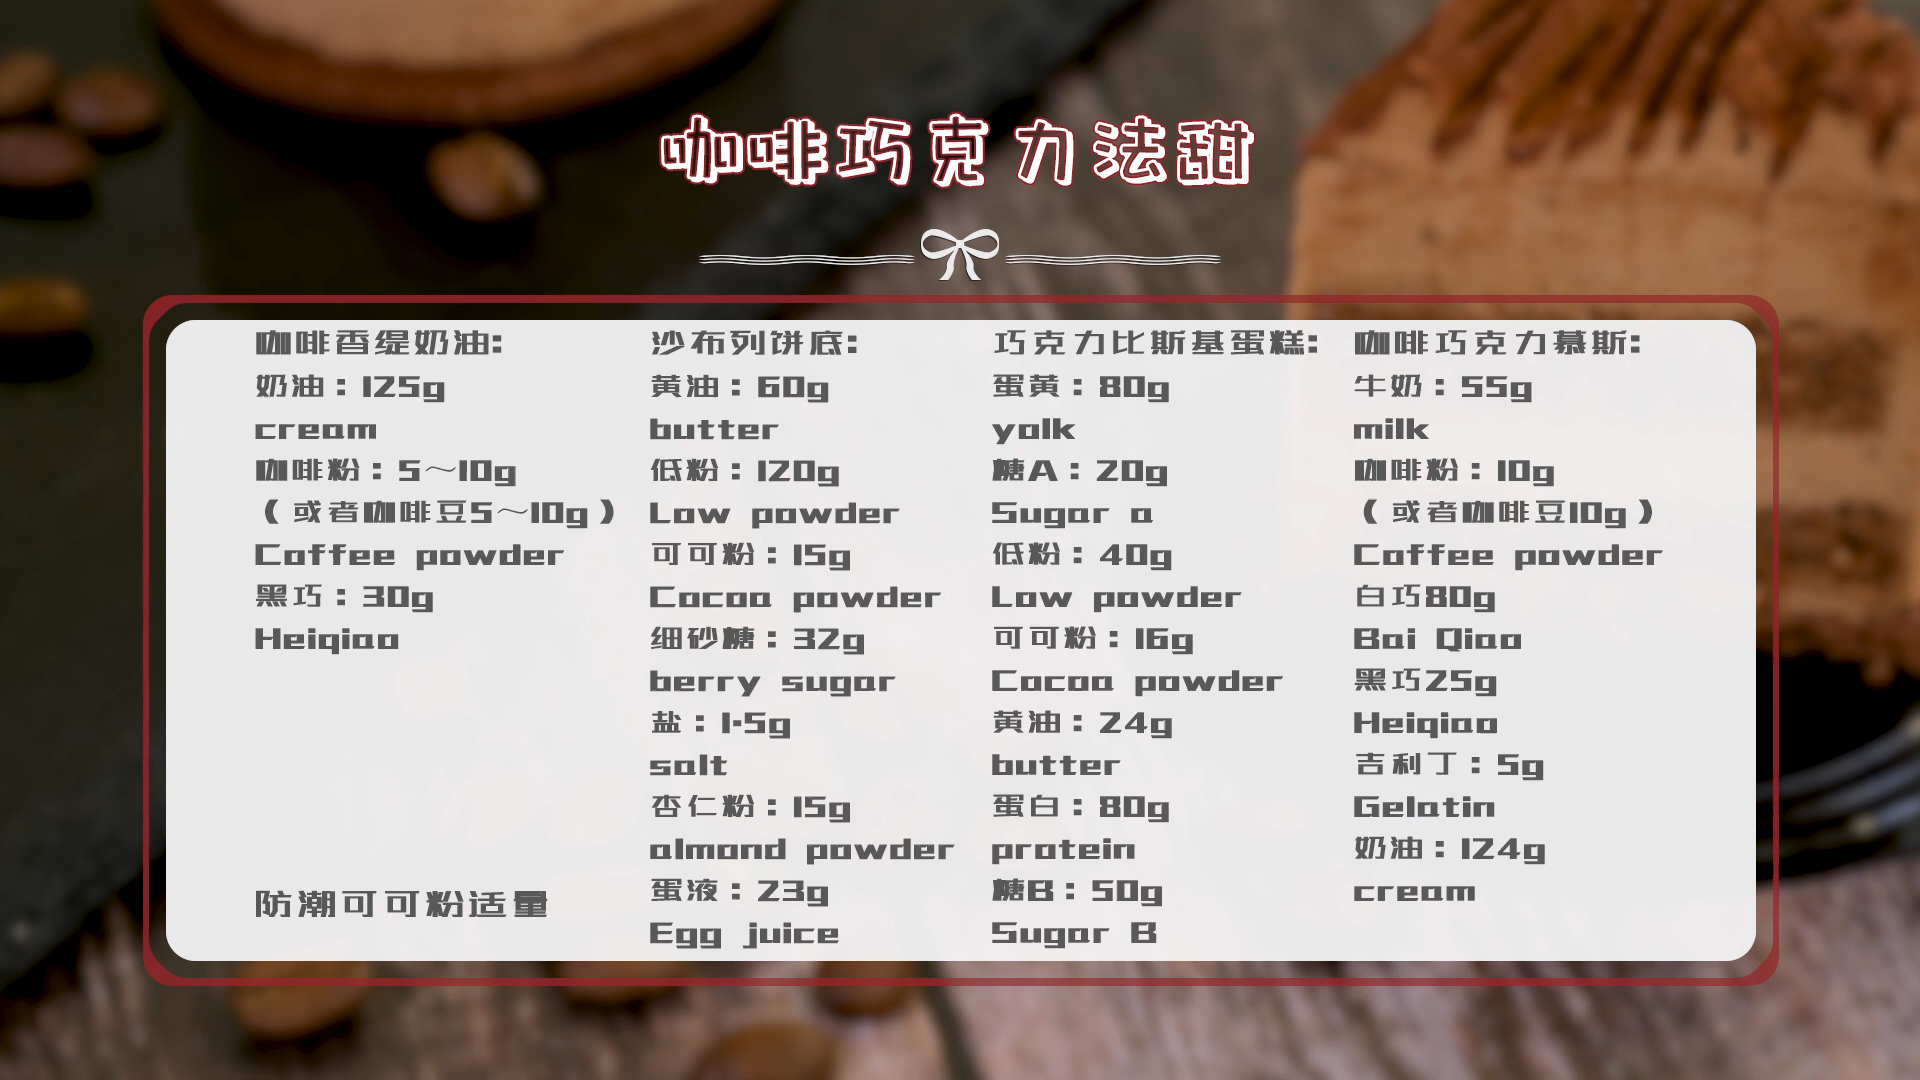 咖啡巧克力法甜
咖啡香缇奶油:
奶油：125g
cream
咖啡粉：5～10g
（或者咖啡豆5～10g）
Coffee powder
黑巧：30g
Heiqiao
防潮可可粉适量
沙布列饼底:
黄油：60g
butter
低粉：120g
Low powder
可可粉：15g
Cocoa powder
细砂糖：32g
berry sugar
盐：1.5g
salt
杏仁粉：15g
almond powder
蛋液：23g
Egg juice
巧克力比斯基蛋糕:
蛋黄：80g
yolk
糖A：20g
Sugar a
低粉：40g
Low powder
可可粉：16g
Cocoa powder
黄油：24g
butter
蛋白：80g
protein
糖B：50g
Sugar B
咖啡巧克力慕斯:
牛奶：55g
milk
咖啡粉：10g
（或者咖啡豆10g）
Coffee powder
白巧80g
Bai Qiao
黑巧25g
Heiqiao
吉利丁：5g
Gelatin
奶油：124g
cream